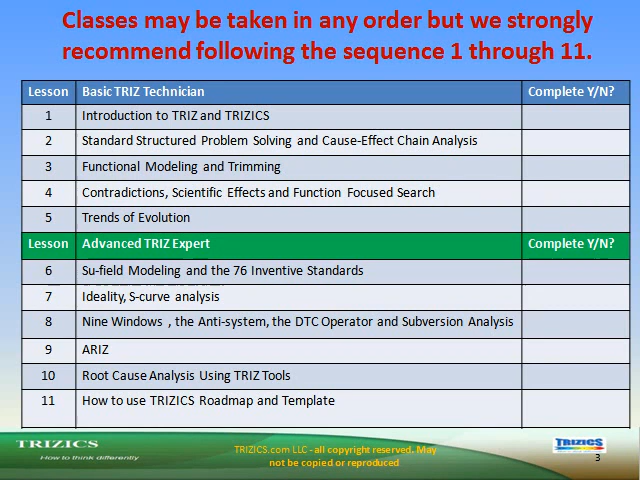 Classes may be taken in any order but we strongly
recommend following the sequence 1 through 11.
Lesson Basic TRIZ Technician Complete Y/N?
1 Introduction to TRIZ and TRIZICS
2 Standard Structured Problem Solving and Cause-Effect Chain Analysis
3 Functional Modeling and Trimming
4 Contradictions, Scientific Effects and Function Focused Search
5 Trends of Evolution
Lesson Advanced TRIZ Expert Complete Y/N?
6 Su-field Modeling and the 76 Inventive Standards
7 Ideality, S-curve analysis
8 Nine Windows , the Anti-system, the DTC Operator and Subversion Analysis
9 ARIZ
10 Root Cause Analysis Using TRIZ Tools
11 How to use TRIZICS Roadmap and Template
TRIZICS
How to think differently
TRIZICS.com LLC - all copyright reserved. May
not be copied or reproduced
TRIZICS
3